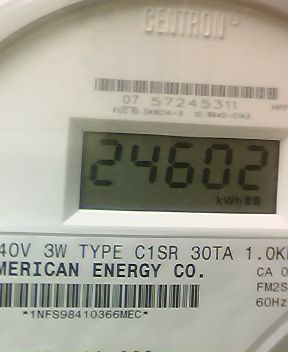 CENTRON
07 57245311
24602
kWh
40V 3W TYPE C1SR 30TA 1.0K
MERICAN ENERGY CO.
CA 0
FM2S
60Hz
*1NFS98410366MEC*